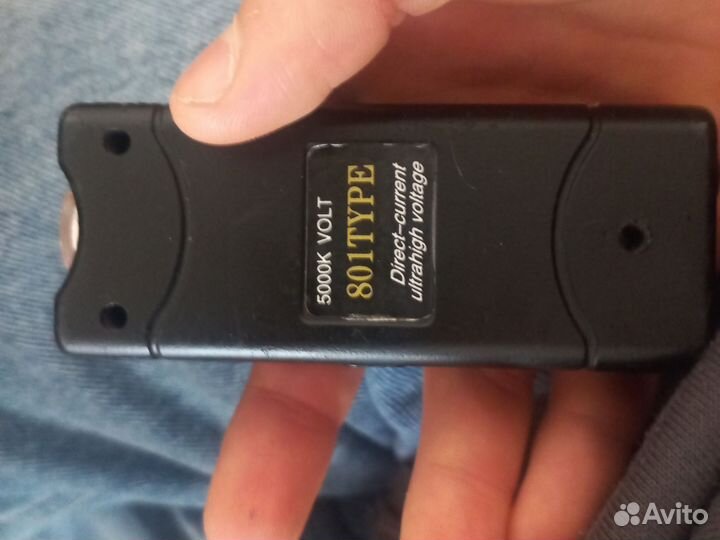 5000K VOLT
801TYPE
Direct-current
ultrahigh voltage
Avito